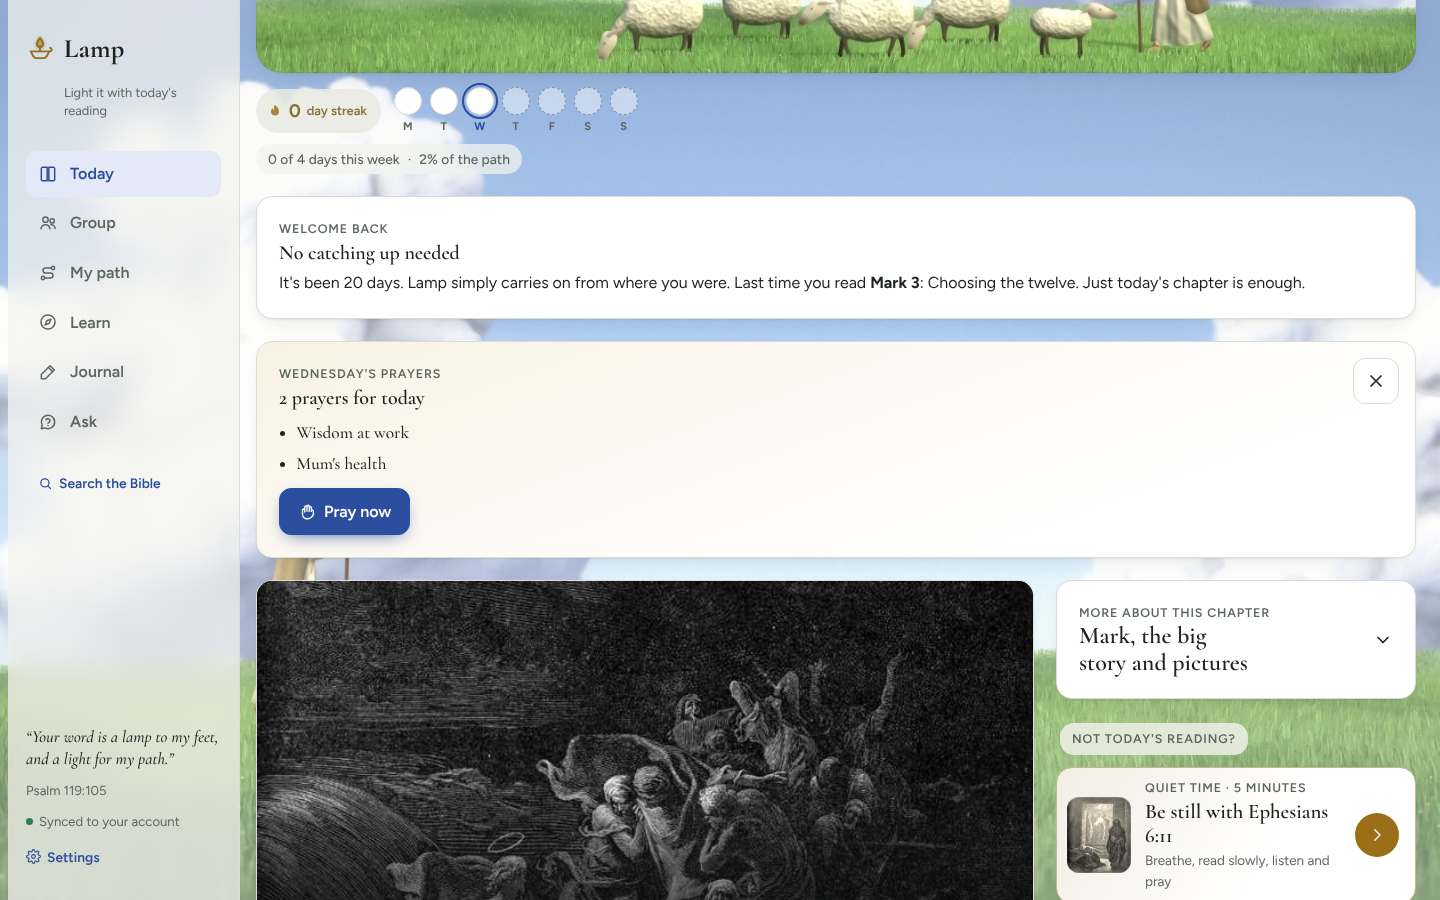 Lamp
Light it with today's
reading
Today
Group
My path
Learn
Journal
Ask
Search the Bible
“Your word is a lamp to my feet,
and a light for my path.”
Psalm 119:105
Synced to your account
Settings
0 day streak
M T W T F S S
0 of 4 days this week · 2% of the path
WELCOME BACK
No catching up needed
It's been 20 days. Lamp simply carries on from where you were. Last time you read Mark 3: Choosing the twelve. Just today's chapter is enough.
WEDNESDAY'S PRAYERS
2 prayers for today
• Wisdom at work
• Mum's health
Pray now
MORE ABOUT THIS CHAPTER
Mark, the big
story and pictures
NOT TODAY'S READING?
QUIET TIME · 5 MINUTES
Be still with Ephesians
6:11
Breathe, read slowly, listen and
pray